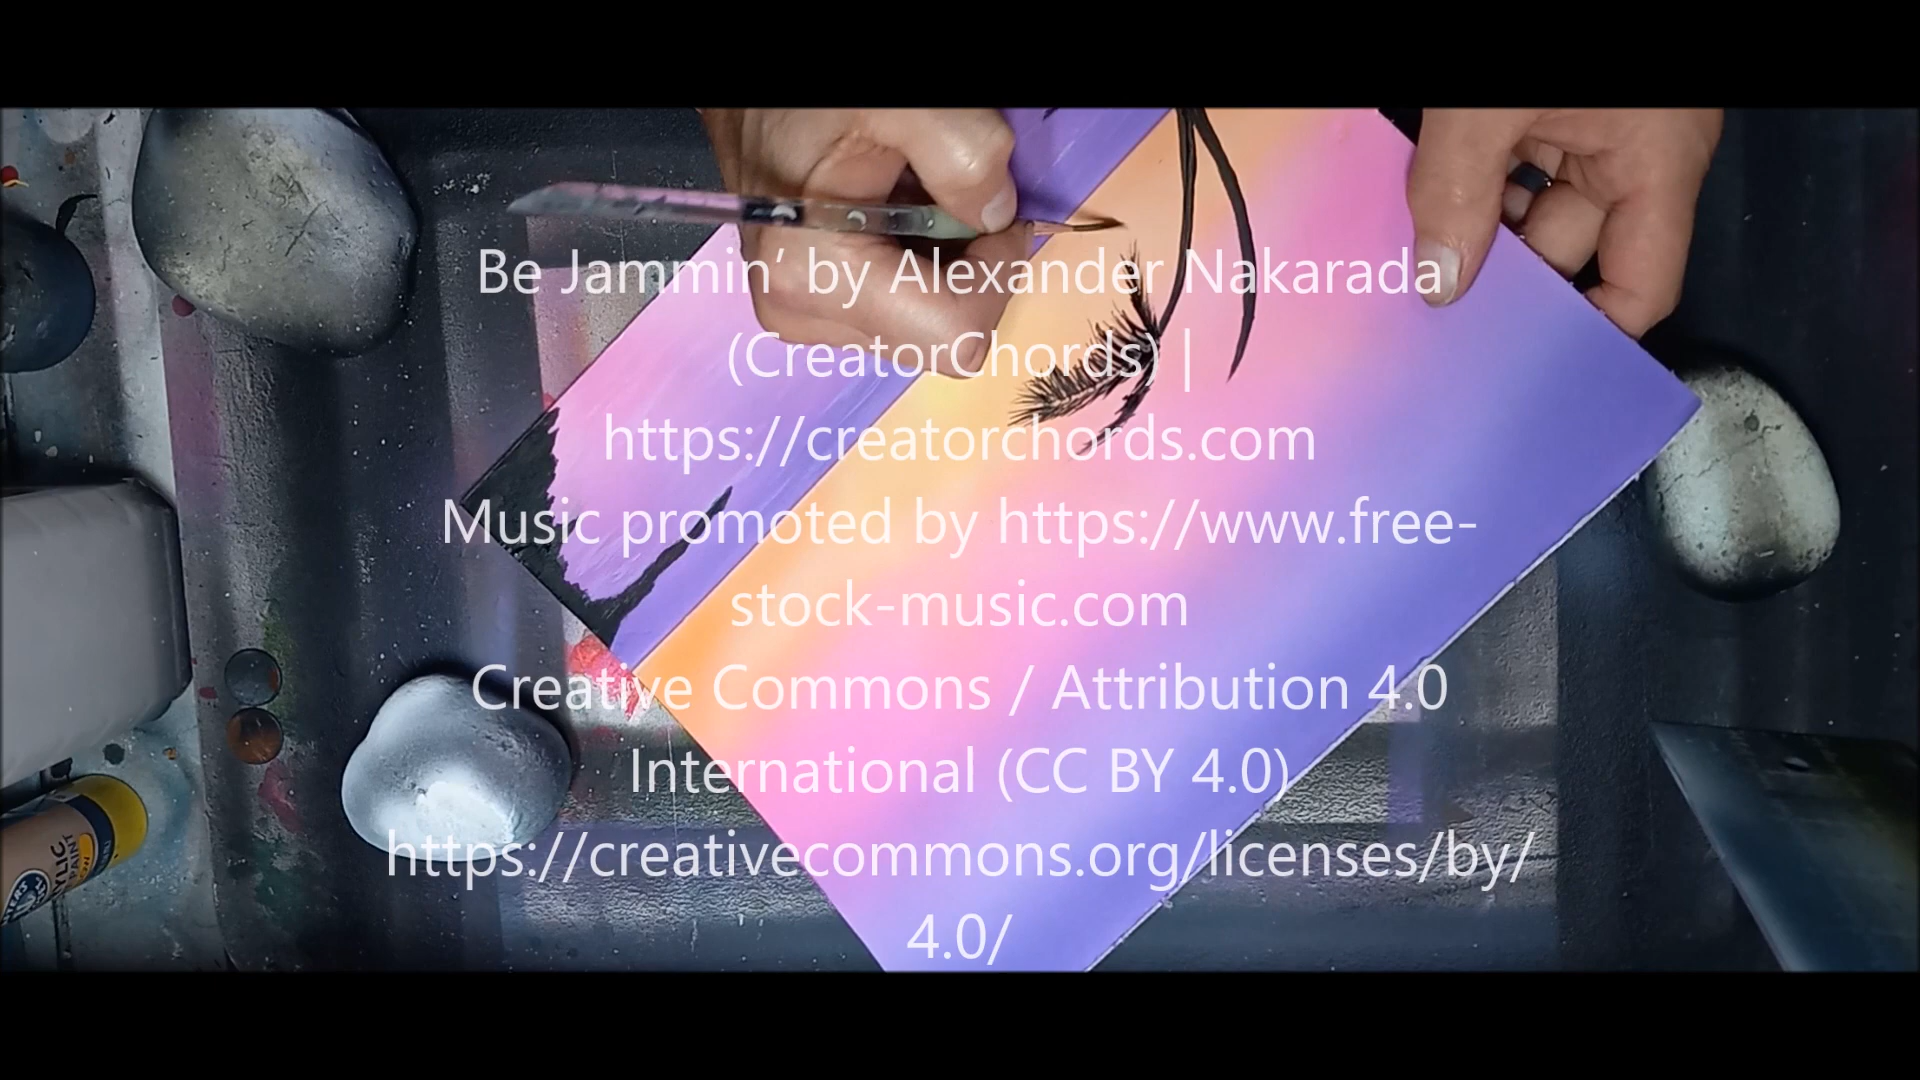 Be Jammin’ by Alexander Nakarada
(CreatorChords) |
https://creatorchords.com
Music promoted by https://www.free-
stock-music.com
Creative Commons / Attribution 4.0
International (CC BY 4.0)
https://creativecommons.org/licenses/by/
4.0/